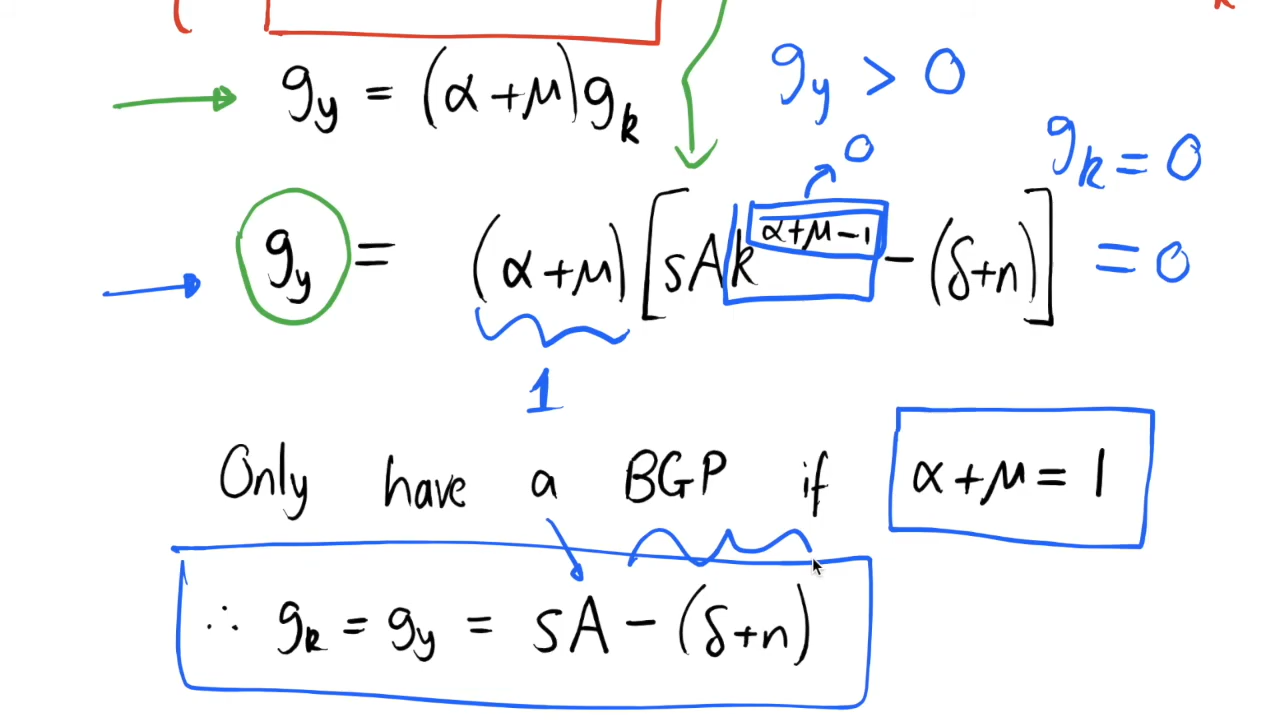 g_y = (α+μ)g_k
g_y > 0
g_k = 0
0
g_y = (α+μ)[sAk^{α+μ-1} - (δ+n)] = 0
1
Only have a BGP if α+μ = 1
∴ g_k = g_y = sA - (δ+n)